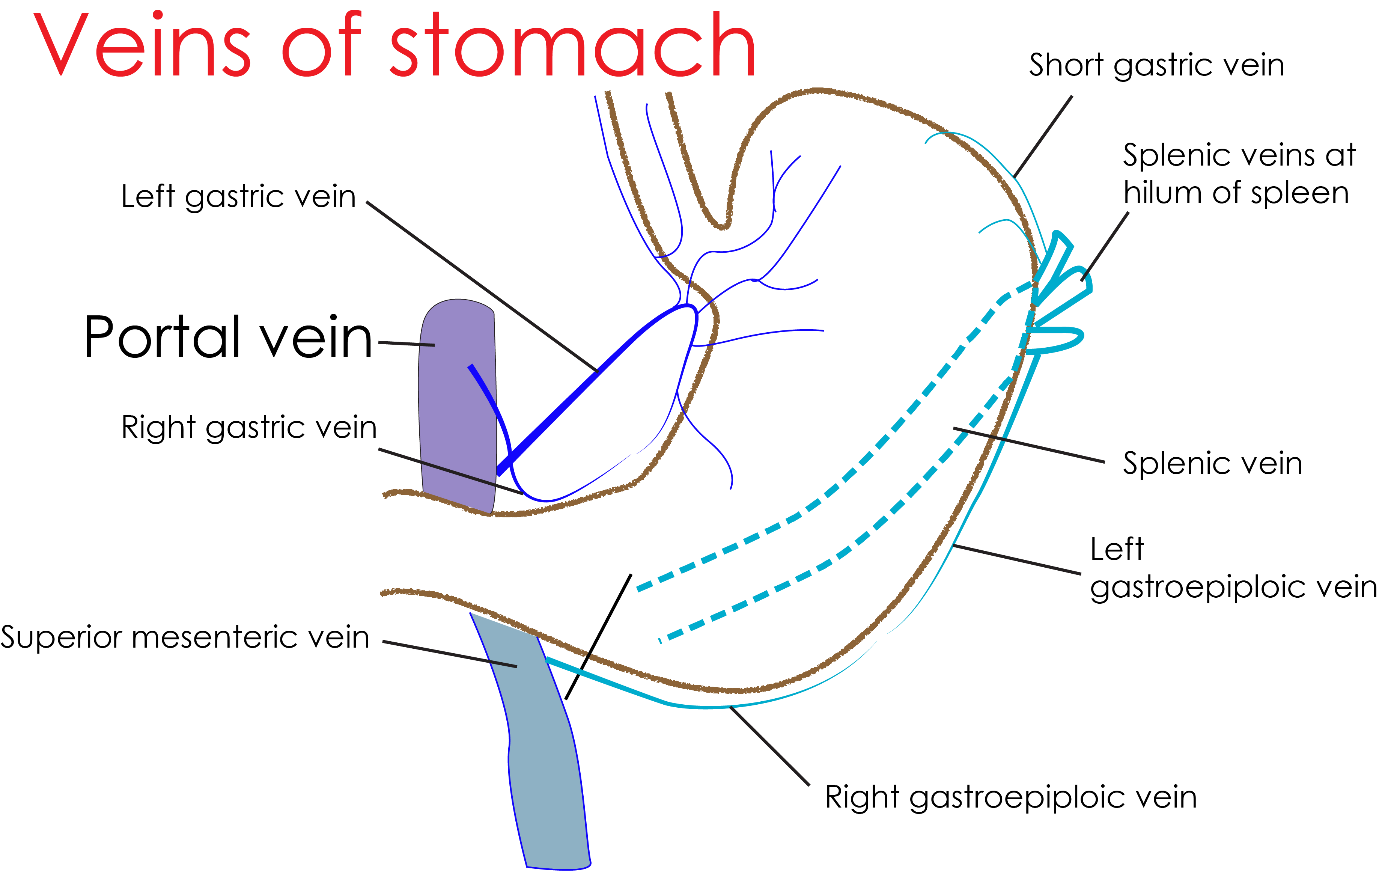 Veins of stomach
Short gastric vein
Splenic veins at
hilum of spleen
Left gastric vein
Portal vein
Right gastric vein
Splenic vein
Left
gastroepiploic vein
Superior mesenteric vein
Right gastroepiploic vein